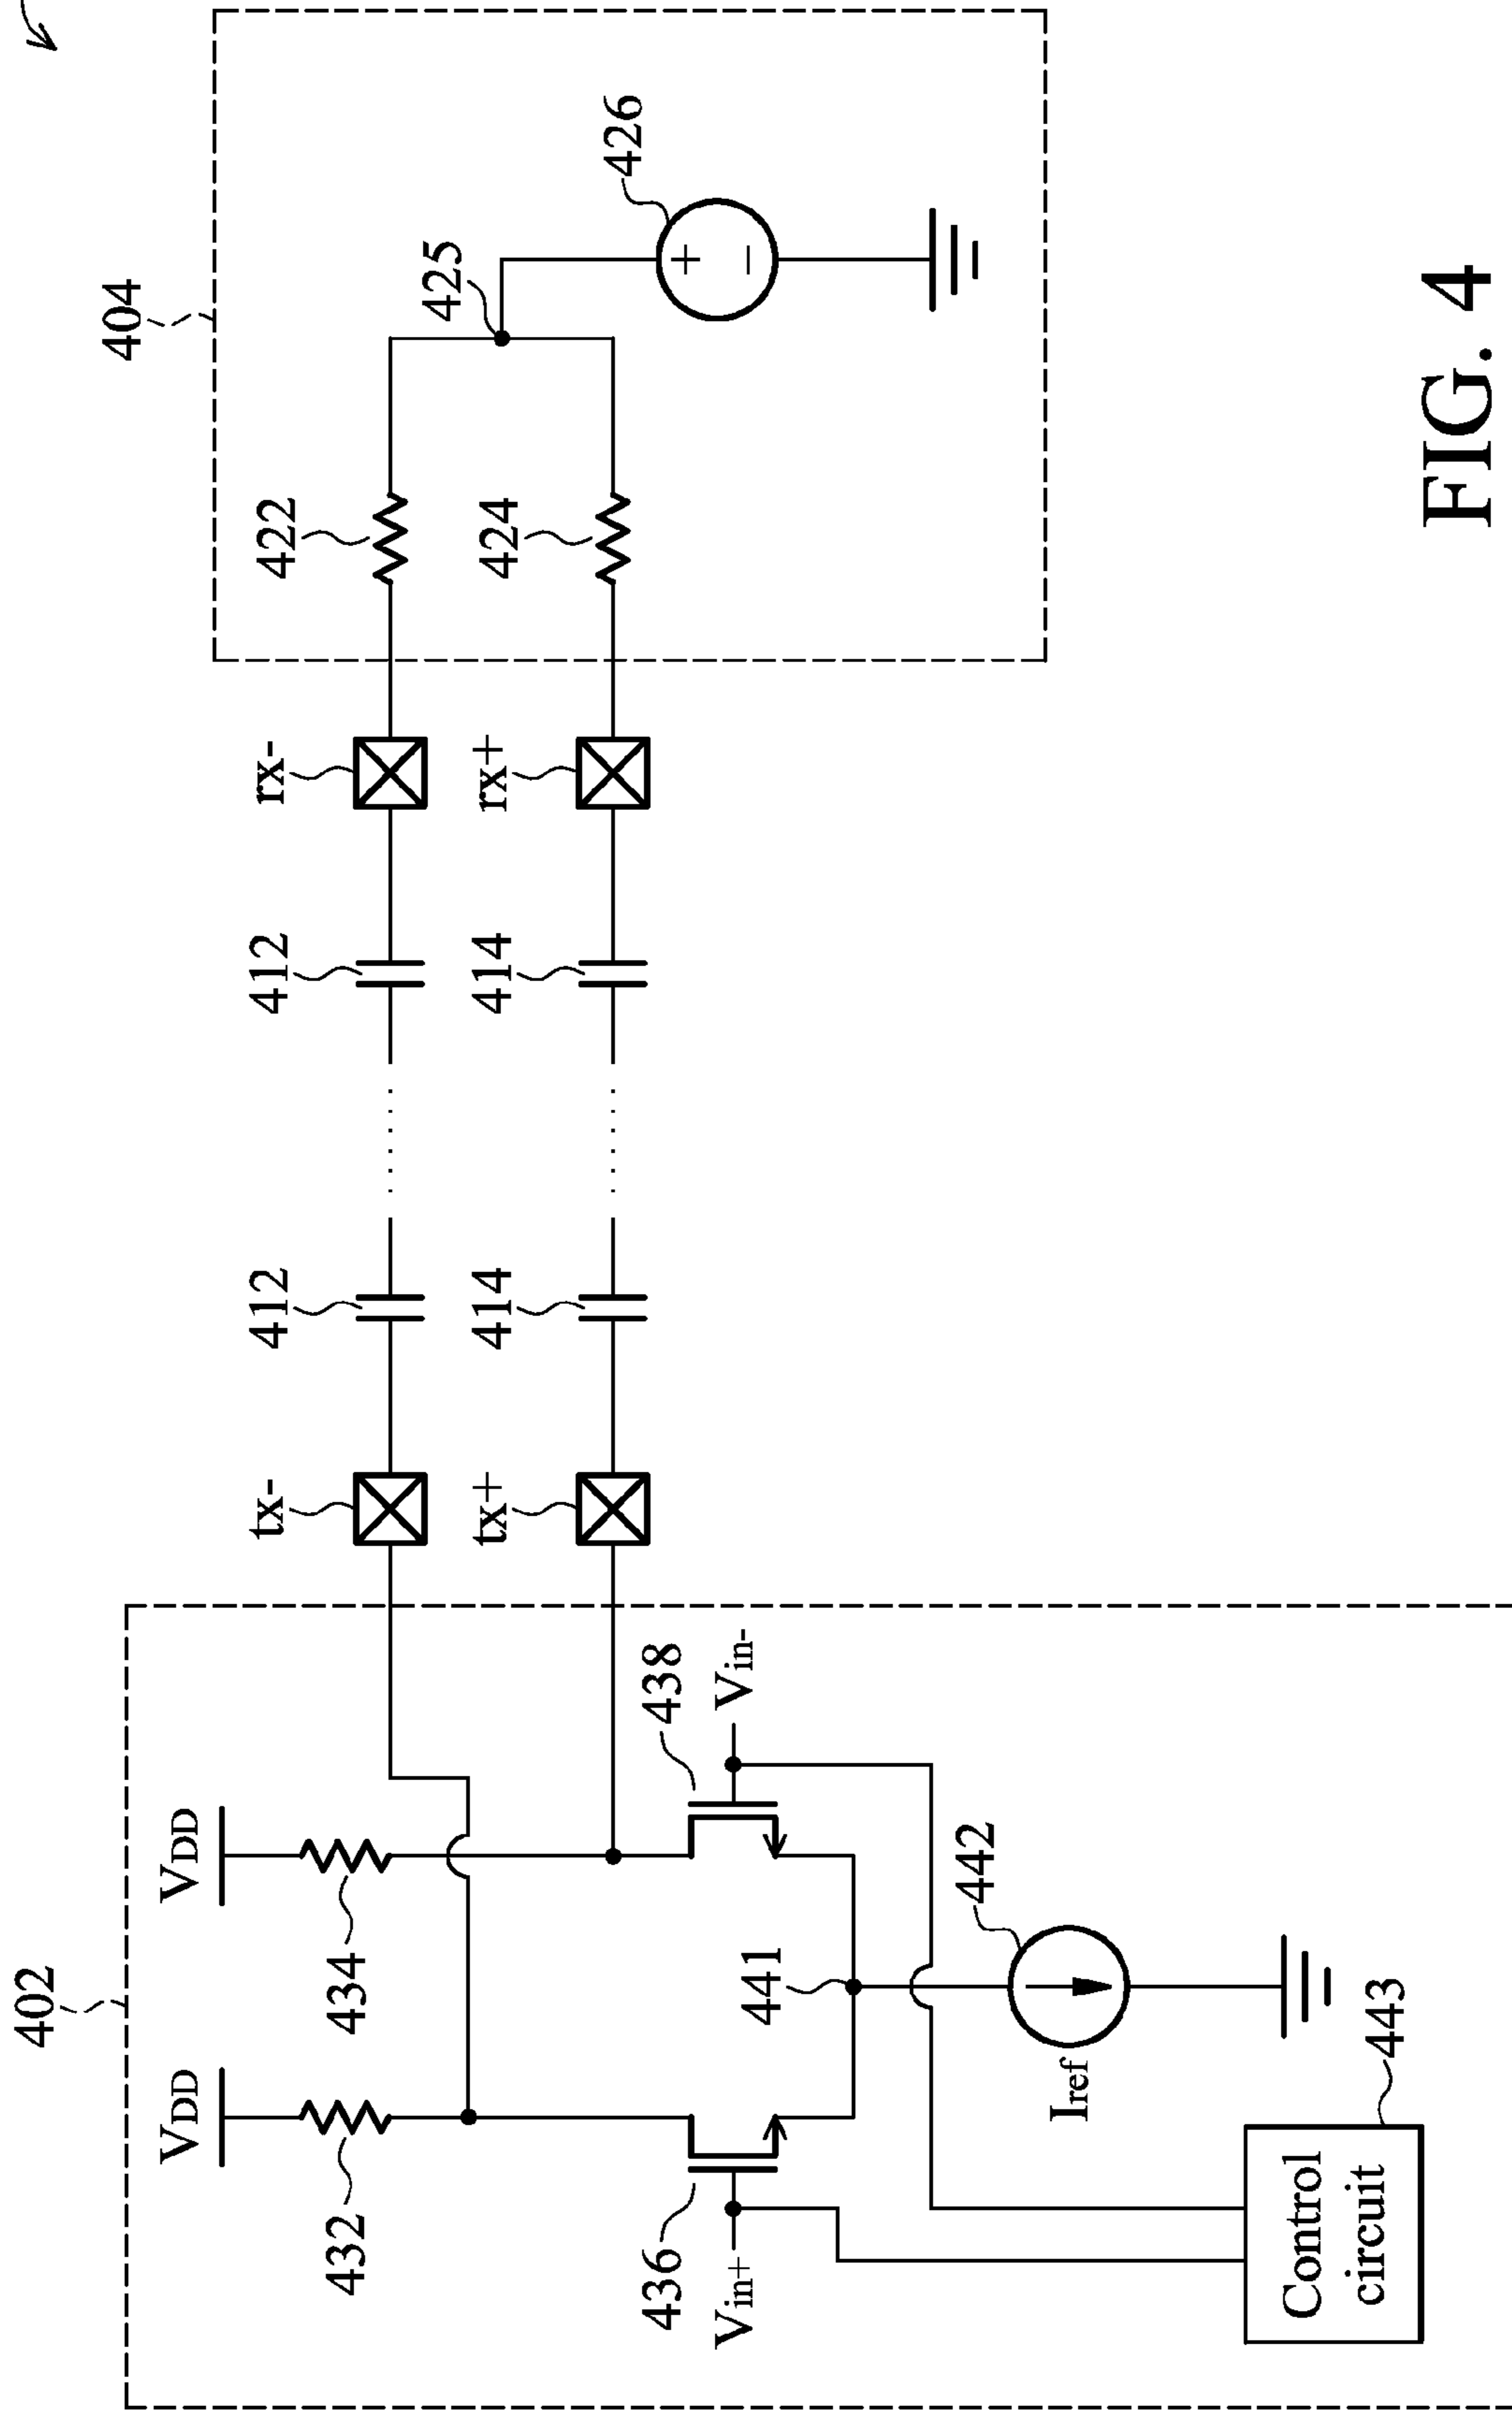 402
404
VDD
VDD
432
434
tx-
412
412
rx-
422
425
426
tx+
414
414
rx+
424
436
438
Vin+
Vin-
441
442
Iref
Control
circuit
443
FIG. 4